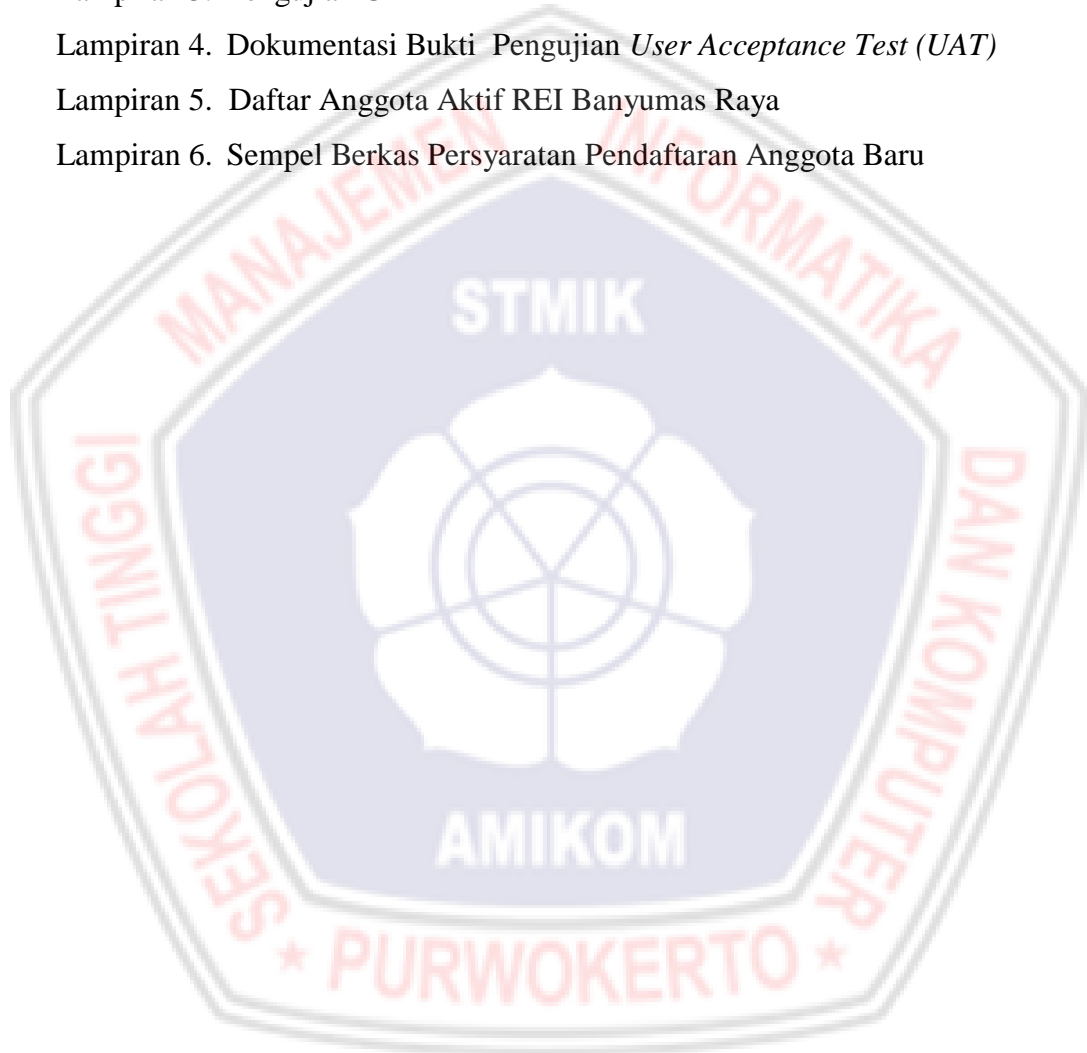 Lampiran 4. Dokumentasi Bukti Pengujian User Acceptance Test (UAT)
Lampiran 5. Daftar Anggota Aktif REI Banyumas Raya
Lampiran 6. Sempel Berkas Persyaratan Pendaftaran Anggota Baru
SEKOLAH TINGGI MANAJEMEN INFORMATIKA DAN KOMPUTER
STMIK
AMIKOM
* PURWOKERTO *